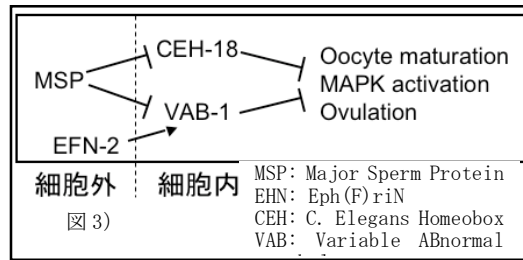 CEH-18
Oocyte maturation
MSP
MAPK activation
VAB-1
Ovulation
EFN-2
細胞外 細胞内
図 3)
MSP: Major Sperm Protein
EHN: Eph(F)riN
CEH: C. Elegans Homeobox
VAB: Variable ABnormal